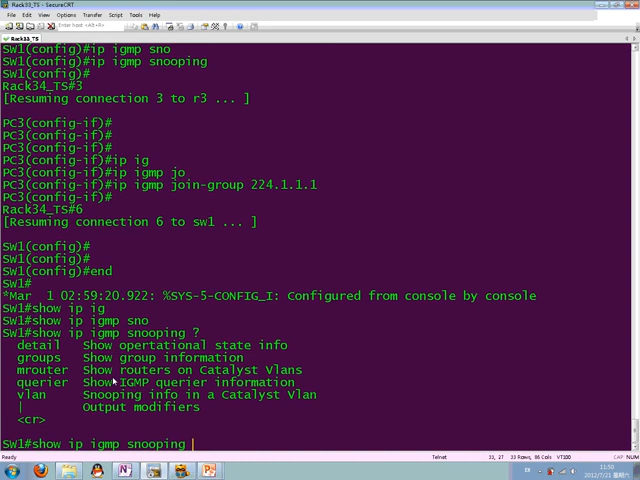 Rack33_TS - SecureCRT
File Edit View Options Transfer Script Tools Help
Enter host <Alt+R>
Rack33_TS
SW1(config)#ip igmp sno
SW1(config)#ip igmp snooping
SW1(config)#
Rack34_TS#3
[Resuming connection 3 to r3 ... ]
PC3(config-if)#
PC3(config-if)#
PC3(config-if)#
PC3(config-if)#ip ig
PC3(config-if)#ip igmp jo
PC3(config-if)#ip igmp join-group 224.1.1.1
PC3(config-if)#
Rack34_TS#6
[Resuming connection 6 to sw1 ... ]
SW1(config)#
SW1(config)#
SW1(config)#end
SW1#
*Mar  1 02:59:20.922: %SYS-5-CONFIG_I: Configured from console by console
SW1#show ip ig
SW1#show ip igmp sno
SW1#show ip igmp snooping ?
detail Show opertational state info
groups Show group information
mrouter Show routers on Catalyst Vlans
querier Show IGMP querier information
vlan Snooping info in a Catalyst Vlan
| Output modifiers
<cr>
SW1#show ip igmp snooping
Ready Telnet 33, 27 33 Rows, 86 Cols VT100 CAP NUM
11:50
2012/7/21 星期六